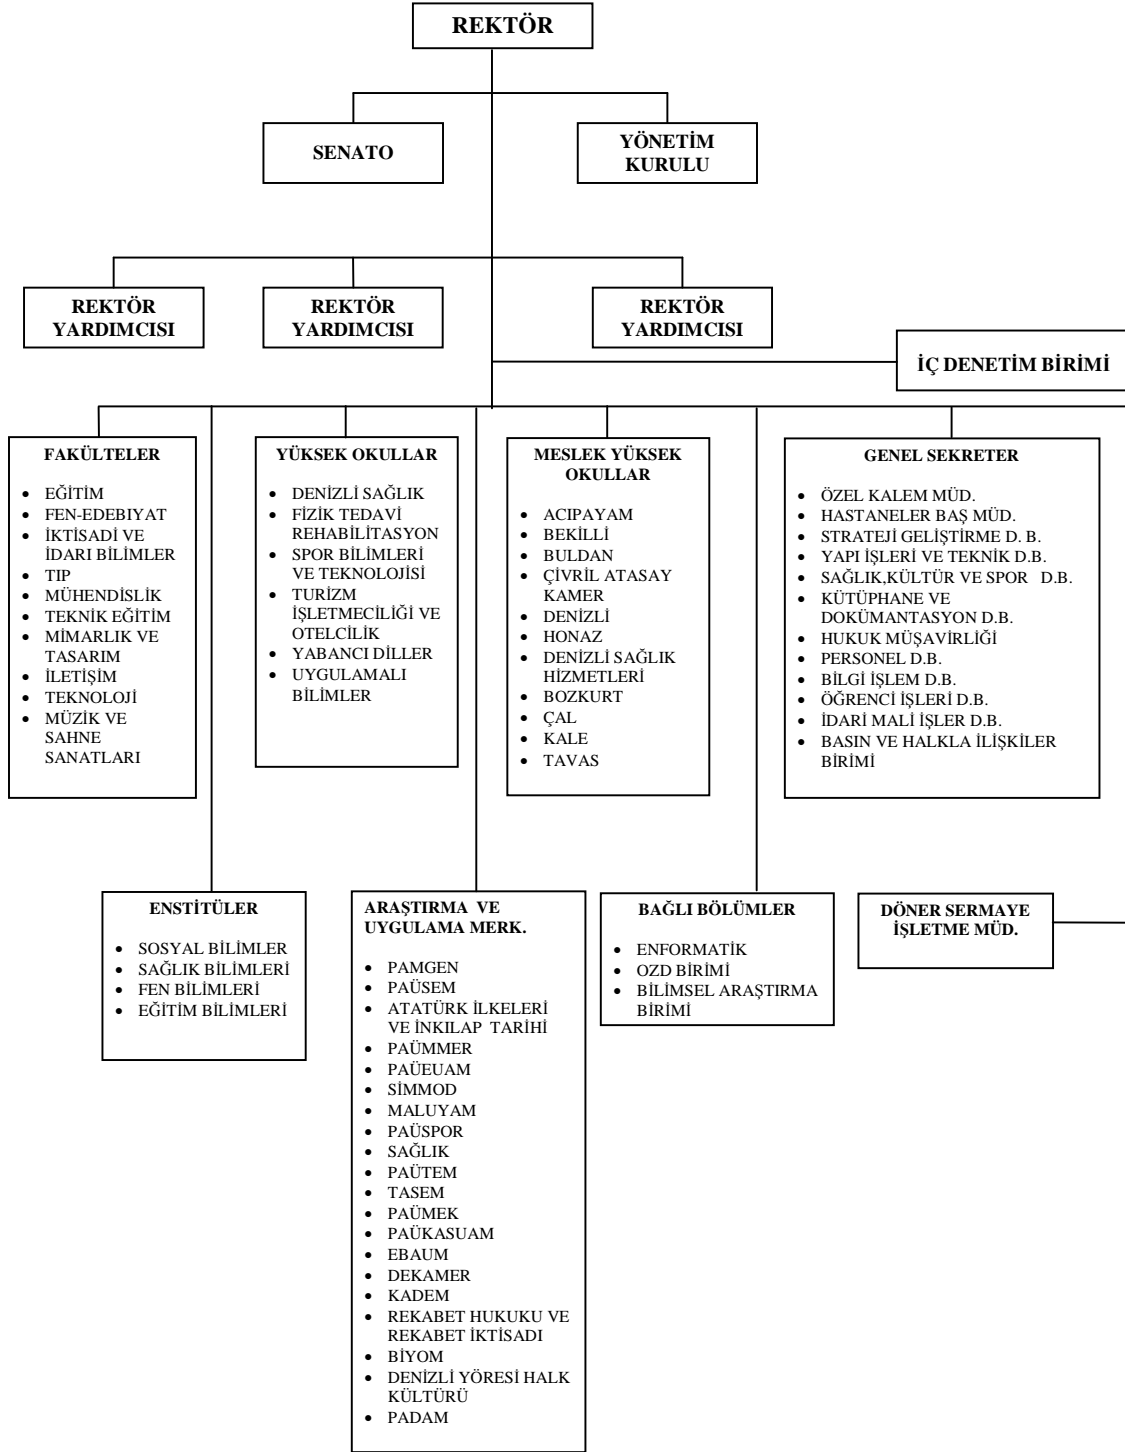 REKTÖR
SENATO
YÖNETİM
KURULU
REKTÖR
YARDIMCISI
REKTÖR
YARDIMCISI
REKTÖR
YARDIMCISI
İÇ DENETİM BİRİMİ
FAKÜLTELER
• EĞİTİM
• FEN-EDEBIYAT
• İKTİSADİ VE
İDARI BİLİMLER
• TIP
• MÜHENDİSLİK
• TEKNİK EĞİTİM
• MİMARLIK VE
TASARIM
• İLETİŞİM
• TEKNOLOJİ
• MÜZİK VE
SAHNE
SANATLARI
YÜKSEK OKULLAR
• DENİZLİ SAĞLIK
• FİZİK TEDAVİ
REHABİLİTASYON
• SPOR BİLİMLERİ
VE TEKNOLOJİSİ
• TURİZM
İŞLETMECİLİĞİ VE
OTELCİLİK
• YABANCI DİLLER
• UYGULAMALI
BİLİMLER
MESLEK YÜKSEK
OKULLAR
• ACIPAYAM
• BEKİLLİ
• BULDAN
• ÇİVRİL ATASAY
KAMER
• DENİZLİ
• HONAZ
• DENİZLİ SAĞLIK
HİZMETLERİ
• BOZKURT
• ÇAL
• KALE
• TAVAS
GENEL SEKRETER
• ÖZEL KALEM MÜD.
• HASTANELER BAŞ MÜD.
• STRATEJİ GELİŞTİRME D. B.
• YAPI İŞLERİ VE TEKNİK D.B.
• SAĞLIK,KÜLTÜR VE SPOR D.B.
• KÜTÜPHANE VE
DOKÜMANTASYON D.B.
• HUKUK MÜŞAVİRLİĞİ
• PERSONEL D.B.
• BİLGİ İŞLEM D.B.
• ÖĞRENCİ İŞLERİ D.B.
• İDARİ MALİ İŞLER D.B.
• BASIN VE HALKLA İLİŞKİLER
BİRİMİ
ENSTİTÜLER
• SOSYAL BİLİMLER
• SAĞLIK BİLİMLERİ
• FEN BİLİMLERİ
• EĞİTİM BİLİMLERİ
ARAŞTIRMA VE
UYGULAMA MERK.
• PAMGEN
• PAÜSEM
• ATATÜRK İLKELERİ
VE İNKILAP TARİHİ
• PAÜMMER
• PAÜEUAM
• SİMMOD
• MALUYAM
• PAÜSPOR
• SAĞLIK
• PAÜTEM
• TASEM
• PAÜMEK
• PAÜKASUAM
• EBAUM
• DEKAMER
• KADEM
• REKABET HUKUKU VE
REKABET İKTİSADI
• BİYOM
• DENİZLİ YÖRESİ HALK
KÜLTÜRÜ
• PADAM
BAĞLI BÖLÜMLER
• ENFORMATİK
• OZD BİRİMİ
• BİLİMSEL ARAŞTIRMA
BİRİMİ
DÖNER SERMAYE
İŞLETME MÜD.